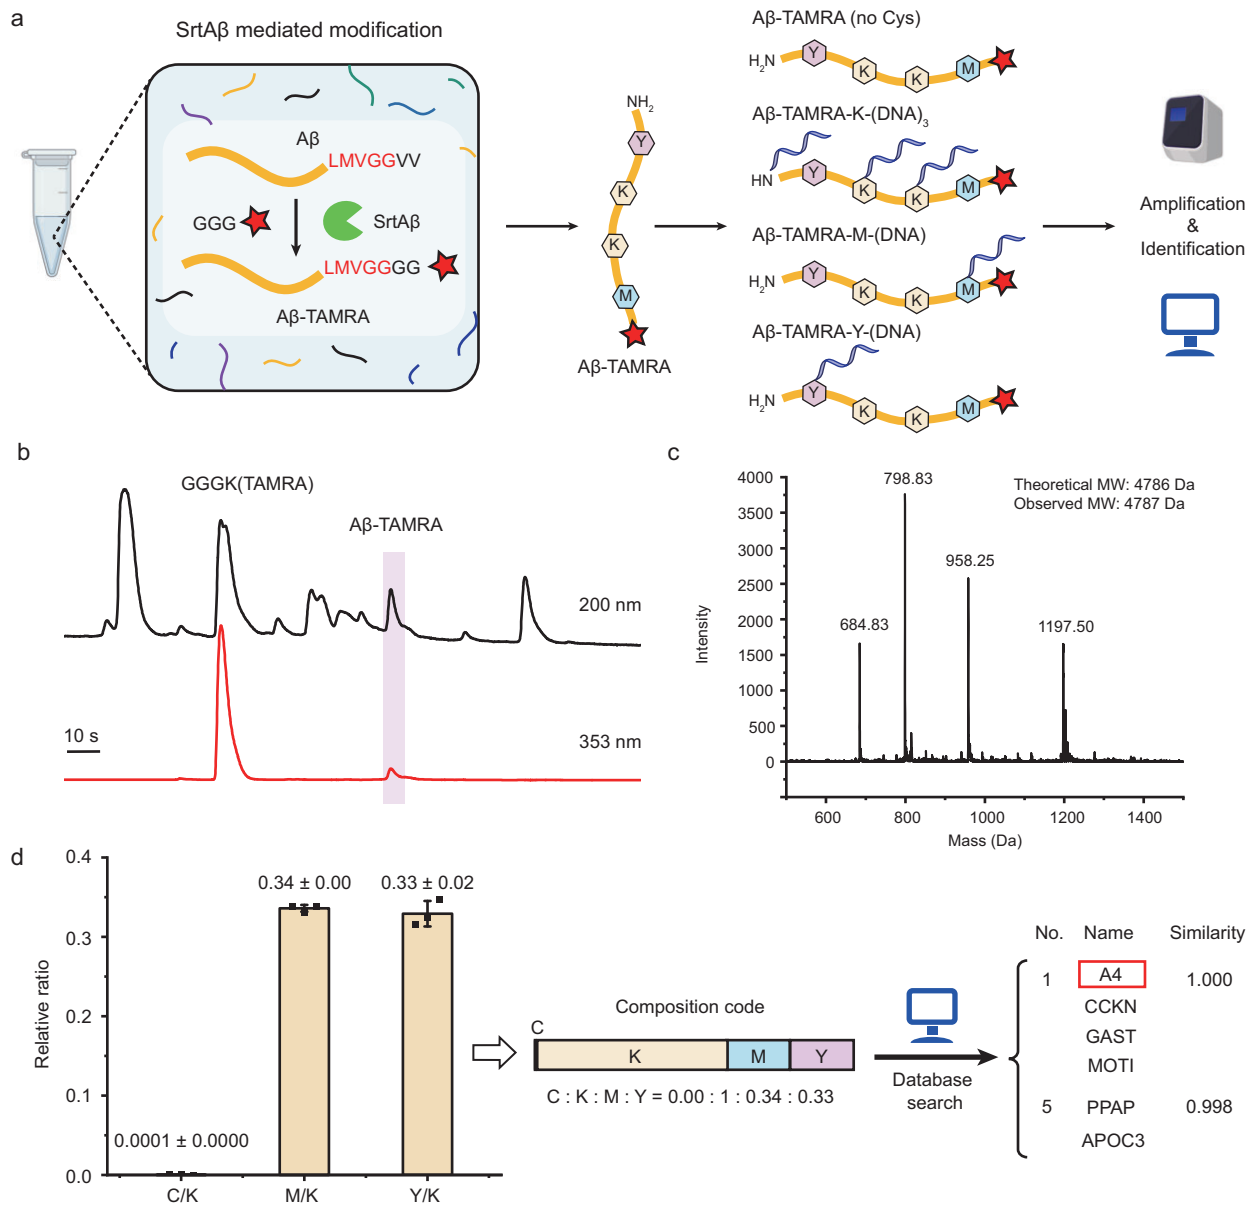 a
SrtAβ mediated modification
Aβ
LMVGGVV
GGG
SrtAβ
LMVGGGG
Aβ-TAMRA
NH2
Y
K
K
M
Aβ-TAMRA
Aβ-TAMRA (no Cys)
H2N
Y
K
K
M
Aβ-TAMRA-K-(DNA)3
HN
Y
K
K
M
Aβ-TAMRA-M-(DNA)
H2N
Y
K
K
M
Aβ-TAMRA-Y-(DNA)
H2N
Y
K
K
M
Amplification
&
Identification
b
GGGK(TAMRA)
Aβ-TAMRA
200 nm
10 s
353 nm
c
Theoretical MW: 4786 Da
Observed MW: 4787 Da
798.83
958.25
684.83
1197.50
4000
3500
3000
2500
2000
1500
1000
500
0
Intensity
600
800
1000
1200
1400
Mass (Da)
d
0.4
0.3
0.2
0.1
0.0
Relative ratio
0.0001 ± 0.0000
0.34 ± 0.00
0.33 ± 0.02
C/K
M/K
Y/K
Composition code
C
K
M
Y
C : K : M : Y = 0.00 : 1 : 0.34 : 0.33
Database
search
No. Name Similarity
1 A4 1.000
CCKN
GAST
MOTI
5 PPAP 0.998
APOC3